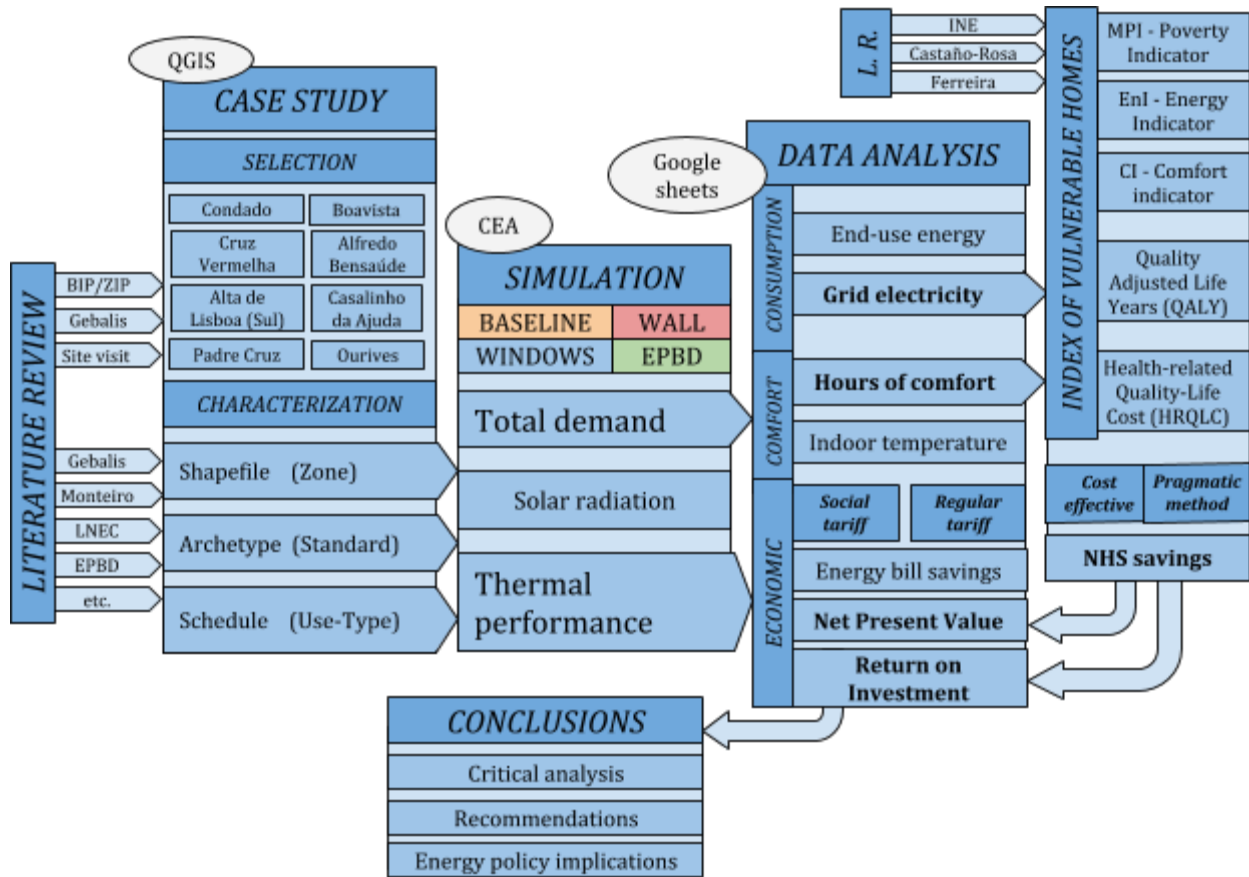 LITERATURE REVIEW
BIP/ZIP
Gebalis
Site visit
Gebalis
Monteiro
LNEC
EPBD
etc.
QGIS
CASE STUDY
SELECTION
Condado
Boavista
Cruz
Vermelha
Alfredo
Bensaúde
Alta de
Lisboa (Sul)
Casalinho
da Ajuda
Padre Cruz
Ourives
CHARACTERIZATION
Shapefile (Zone)
Archetype (Standard)
Schedule (Use-Type)
CEA
SIMULATION
BASELINE
WALL
WINDOWS
EPBD
Total demand
Solar radiation
Thermal
performance
Google
sheets
DATA ANALYSIS
CONSUMPTION
End-use energy
Grid electricity
COMFORT
Hours of comfort
Indoor temperature
ECONOMIC
Social
tariff
Regular
tariff
Energy bill savings
Net Present Value
Return on
Investment
L. R.
INE
Castaño-Rosa
Ferreira
INDEX OF VULNERABLE HOMES
MPI - Poverty
Indicator
EnI - Energy
Indicator
CI - Comfort
indicator
Quality
Adjusted Life
Years (QALY)
Health-related
Quality-Life
Cost (HRQLC)
Cost
effective
Pragmatic
method
NHS savings
CONCLUSIONS
Critical analysis
Recommendations
Energy policy implications